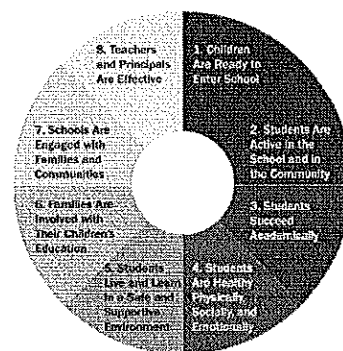 1. Children
Are Ready to
Enter School
2. Students Are
Active in the
School and in
the Community
3. Students
Succeed
Academically
4. Students
Are Healthy
Physically,
Socially, and
Emotionally
5. Students
Live and Learn
in a Safe and
Supportive
Environment
6. Families Are
Involved with
Their Children's
Education
7. Schools Are
Engaged with
Families and
Communities
8. Teachers
and Principals
Are Effective